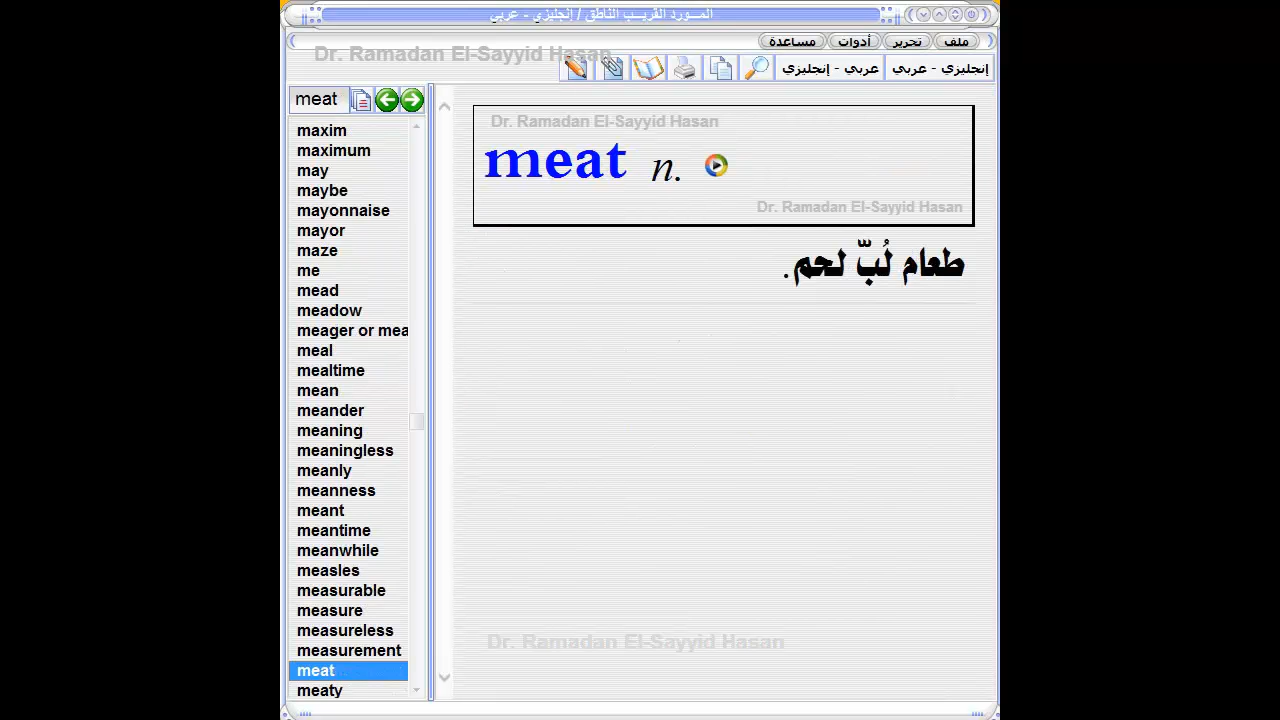 المـــورد القريـــب الناطق / إنجليزي - عربي
ملف تحرير أدوات مساعدة
Dr. Ramadan El-Sayyid Hasan
إنجليزي - عربي عربي - إنجليزي
meat
maxim
maximum
may
maybe
mayonnaise
mayor
maze
me
mead
meadow
meager or mea
meal
mealtime
mean
meander
meaning
meaningless
meanly
meanness
meant
meantime
meanwhile
measles
measurable
measure
measureless
measurement
meat
meaty
Dr. Ramadan El-Sayyid Hasan
meat n.
Dr. Ramadan El-Sayyid Hasan
طعام لُبّ لحم.
Dr. Ramadan El-Sayyid Hasan